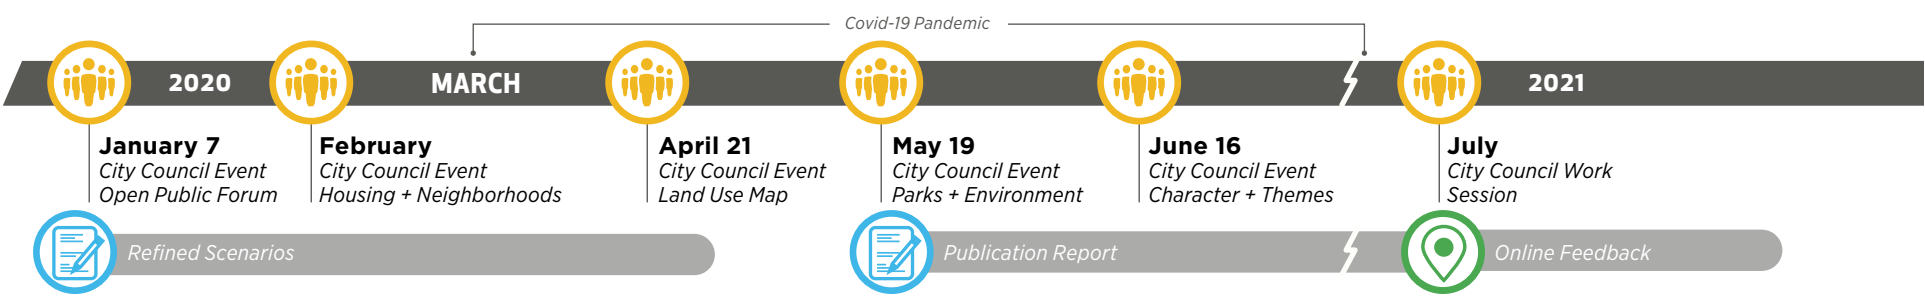 Covid-19 Pandemic
2020
MARCH
2021
January 7
City Council Event
Open Public Forum
February
City Council Event
Housing + Neighborhoods
April 21
City Council Event
Land Use Map
May 19
City Council Event
Parks + Environment
June 16
City Council Event
Character + Themes
July
City Council Work
Session
Refined Scenarios
Publication Report
Online Feedback